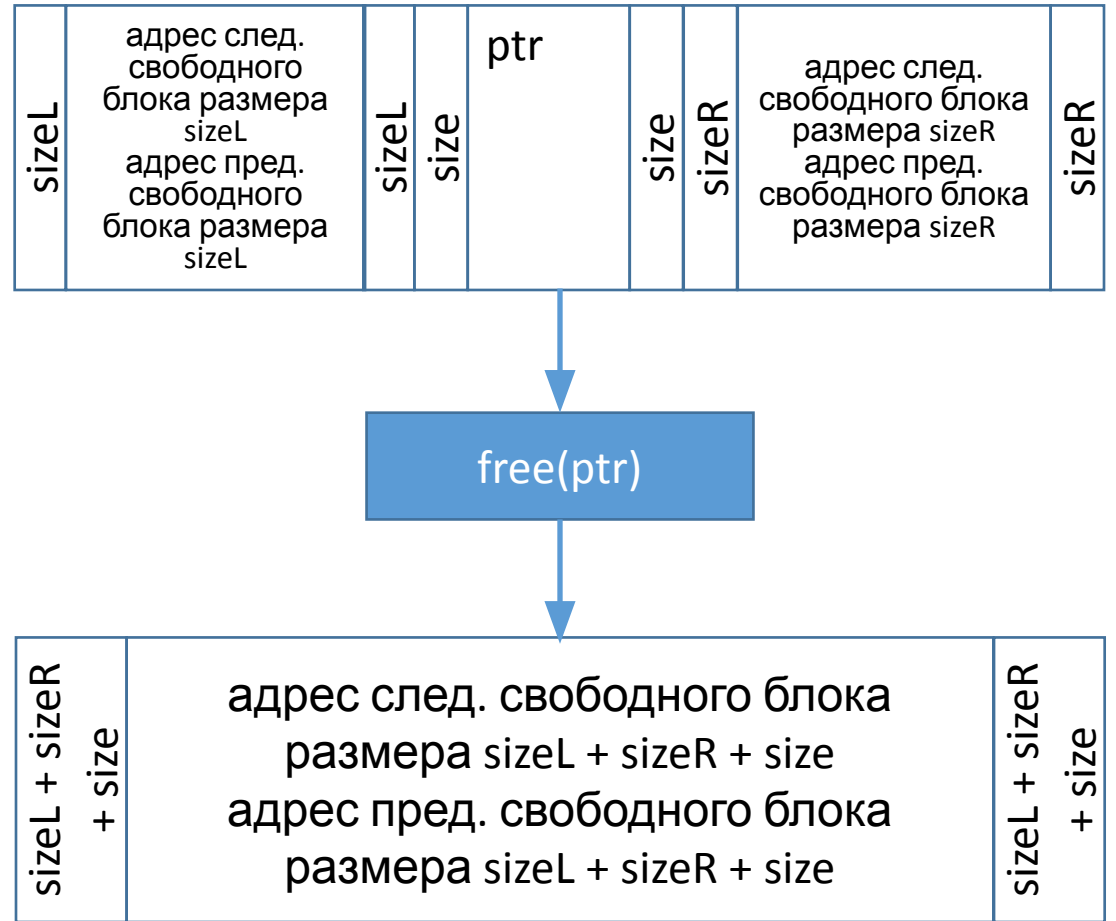 sizeL
адрес след.
свободного
блока размера
sizeL
адрес пред.
свободного
блока размера
sizeL
sizeL
size
ptr
size
sizeR
адрес след.
свободного блока
размера sizeR
адрес пред.
свободного блока
размера sizeR
sizeR
free(ptr)
sizeL + sizeR
+ size
адрес след. свободного блока
размера sizeL + sizeR + size
адрес пред. свободного блока
размера sizeL + sizeR + size
sizeL + sizeR
+ size